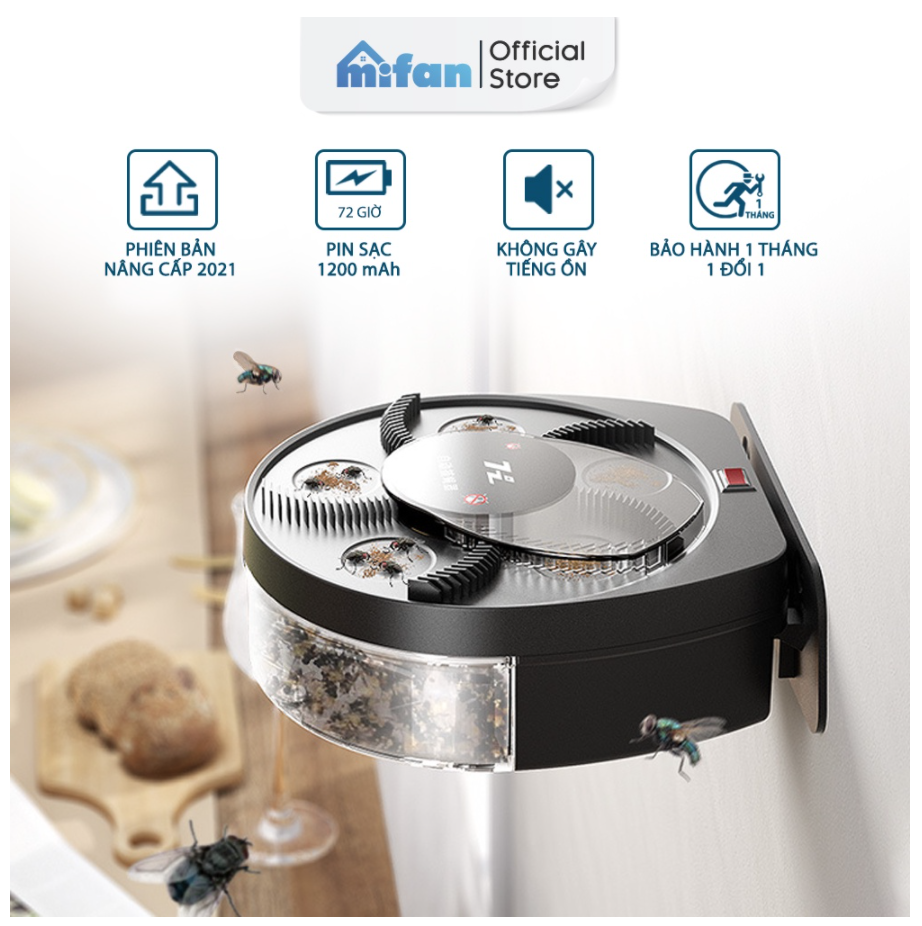 mifan
Official
Store
72 GIỜ
1
THÁNG
PHIÊN BẢN
NÂNG CẤP 2021
PIN SẠC
1200 mAh
KHÔNG GÂY
TIẾNG ỒN
BẢO HÀNH 1 THÁNG
1 ĐỔI 1